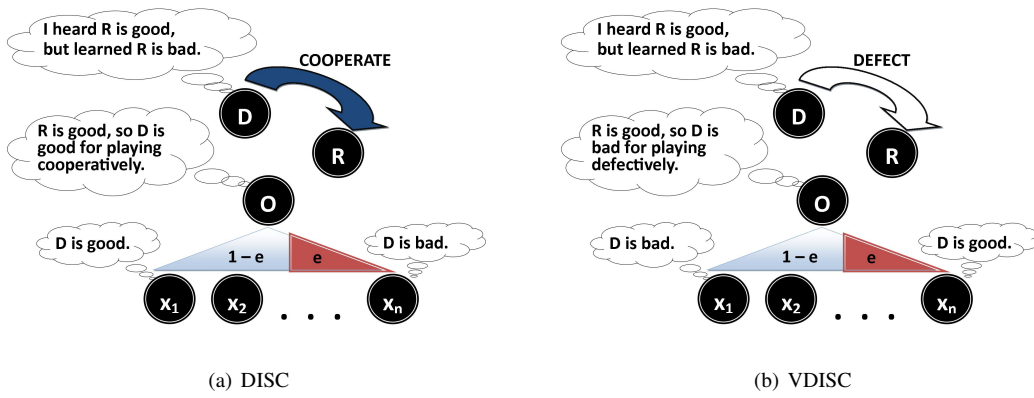 I heard R is good,
but learned R is bad.
COOPERATE
D
R is good, so D is
good for playing
cooperatively.
R
O
D is good.
D is bad.
1 – e
e
x1
x2
. . .
xn
(a) DISC
I heard R is good,
but learned R is bad.
DEFECT
D
R is good, so D is
bad for playing
defectively.
R
O
D is bad.
D is good.
1 – e
e
x1
x2
. . .
xn
(b) VDISC